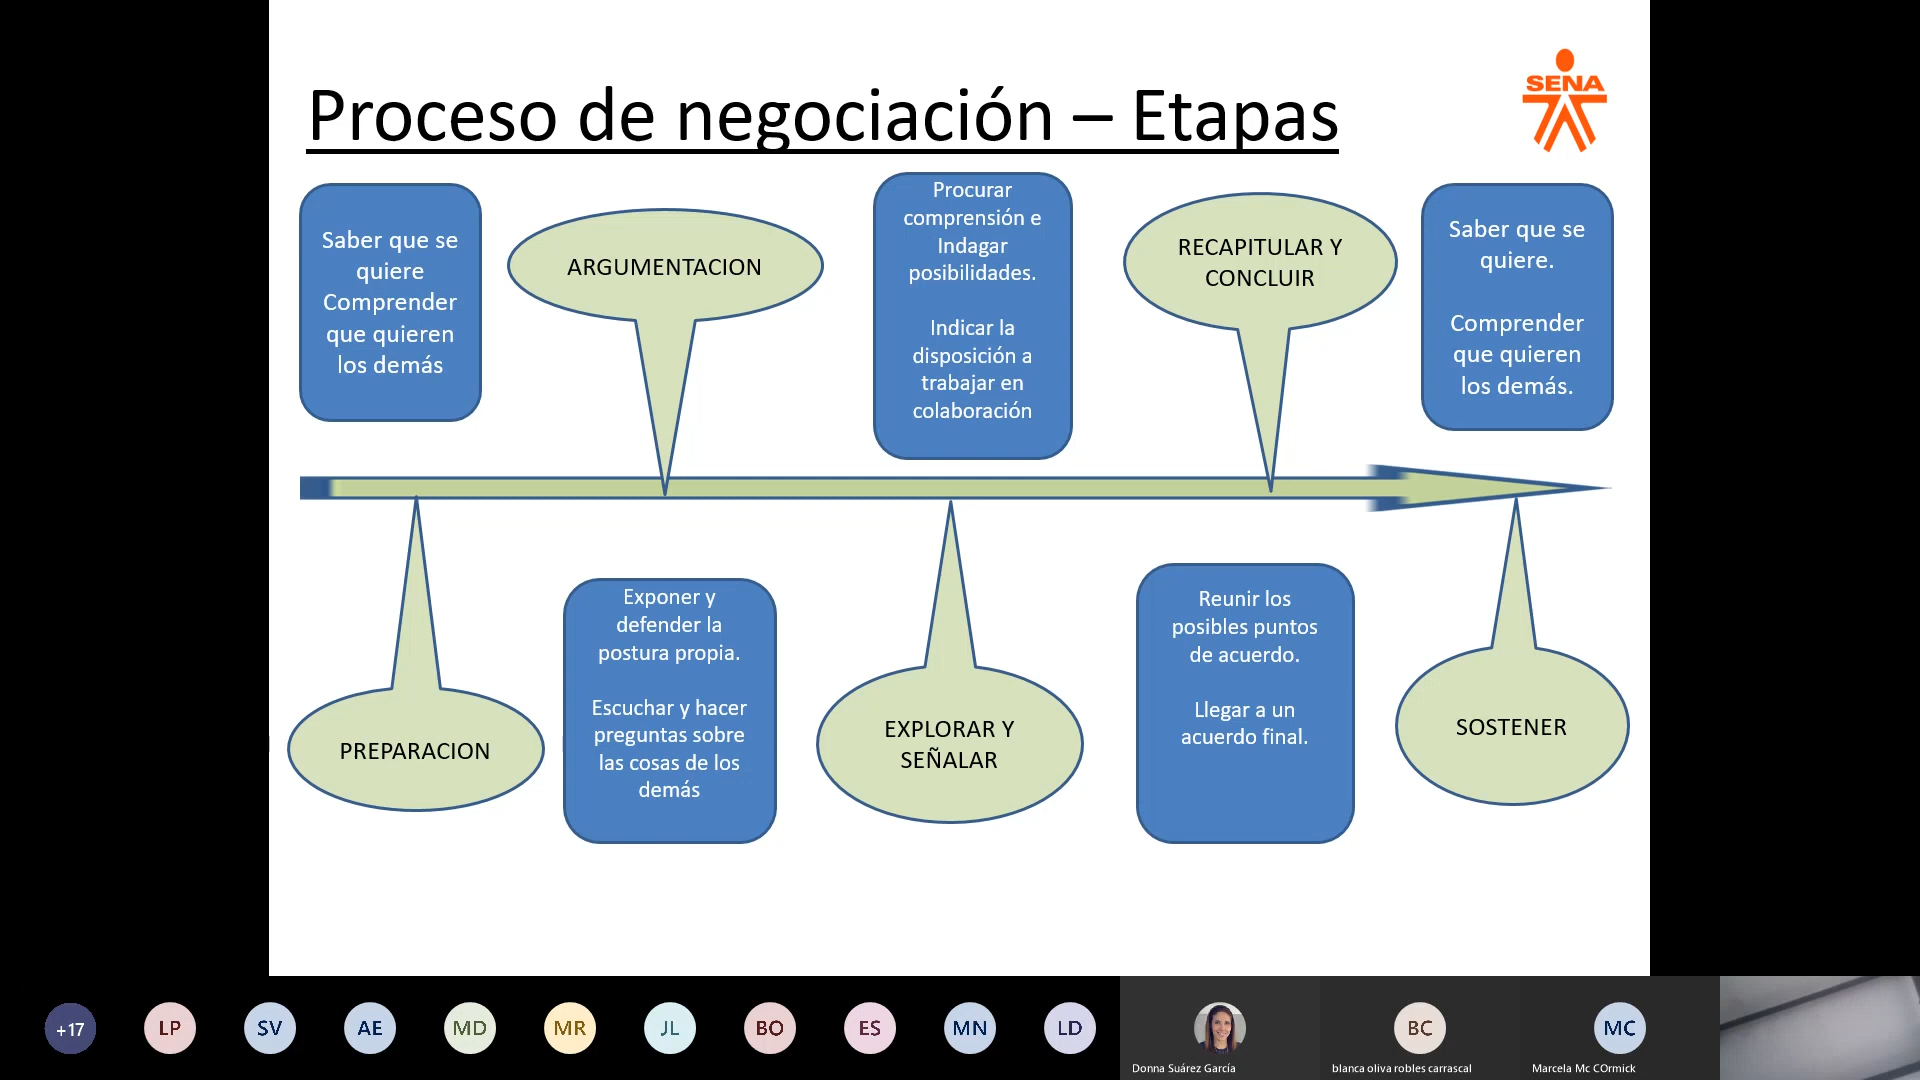 Proceso de negociación – Etapas
SENA
Saber que se
quiere
Comprender
que quieren
los demás
ARGUMENTACION
Procurar
comprensión e
Indagar
posibilidades.
Indicar la
disposición a
trabajar en
colaboración
RECAPITULAR Y
CONCLUIR
Saber que se
quiere.
Comprender
que quieren
los demás.
PREPARACION
Exponer y
defender la
postura propia.
Escuchar y hacer
preguntas sobre
las cosas de los
demás
EXPLORAR Y
SEÑALAR
Reunir los
posibles puntos
de acuerdo.
Llegar a un
acuerdo final.
SOSTENER
+17
LP
SV
AE
MD
MR
JL
BO
ES
MN
LD
Donna Suárez García
BC
blanca oliva robles carrascal
MC
Marcela Mc COrmick